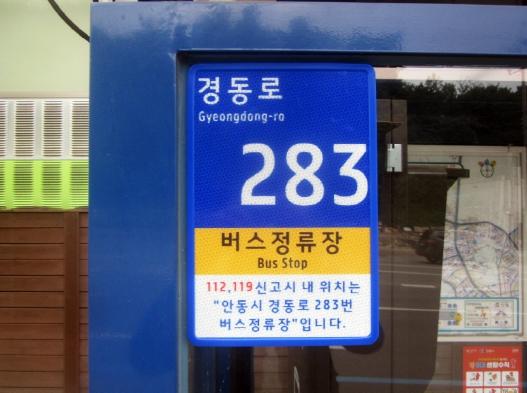 경동로
Gyeongdong-ro
283
버스정류장
Bus Stop
112,119신고시 내 위치는
"안동시 경동로 283번
버스정류장"입니다.